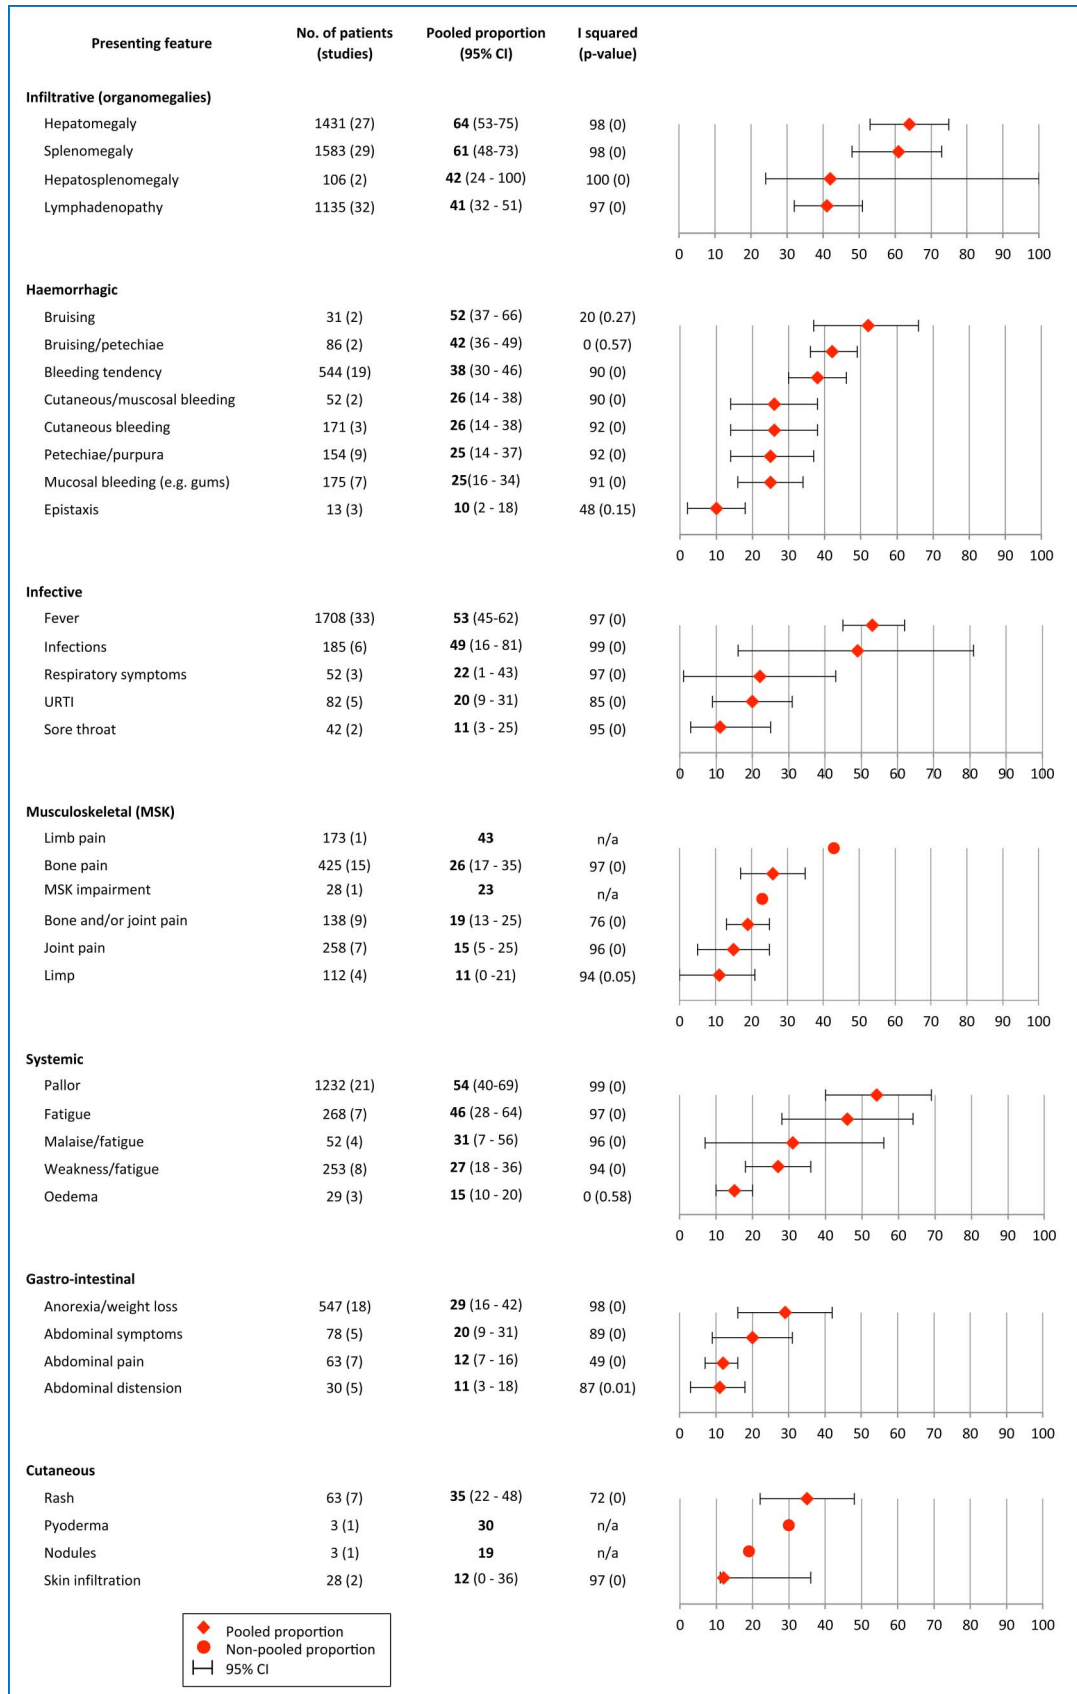 Presenting feature No. of patients (studies) Pooled proportion (95% CI) I squared (p-value)
Infiltrative (organomegalies)
Hepatomegaly 1431 (27) 64 (53-75) 98 (0)
Splenomegaly 1583 (29) 61 (48-73) 98 (0)
Hepatosplenomegaly 106 (2) 42 (24 - 100) 100 (0)
Lymphadenopathy 1135 (32) 41 (32 - 51) 97 (0)
0 10 20 30 40 50 60 70 80 90 100
Haemorrhagic
Bruising 31 (2) 52 (37 - 66) 20 (0.27)
Bruising/petechiae 86 (2) 42 (36 - 49) 0 (0.57)
Bleeding tendency 544 (19) 38 (30 - 46) 90 (0)
Cutaneous/muscosal bleeding 52 (2) 26 (14 - 38) 90 (0)
Cutaneous bleeding 171 (3) 26 (14 - 38) 92 (0)
Petechiae/purpura 154 (9) 25 (14 - 37) 92 (0)
Mucosal bleeding (e.g. gums) 175 (7) 25(16 - 34) 91 (0)
Epistaxis 13 (3) 10 (2 - 18) 48 (0.15)
0 10 20 30 40 50 60 70 80 90 100
Infective
Fever 1708 (33) 53 (45-62) 97 (0)
Infections 185 (6) 49 (16 - 81) 99 (0)
Respiratory symptoms 52 (3) 22 (1 - 43) 97 (0)
URTI 82 (5) 20 (9 - 31) 85 (0)
Sore throat 42 (2) 11 (3 - 25) 95 (0)
0 10 20 30 40 50 60 70 80 90 100
Musculoskeletal (MSK)
Limb pain 173 (1) 43 n/a
Bone pain 425 (15) 26 (17 - 35) 97 (0)
MSK impairment 28 (1) 23 n/a
Bone and/or joint pain 138 (9) 19 (13 - 25) 76 (0)
Joint pain 258 (7) 15 (5 - 25) 96 (0)
Limp 112 (4) 11 (0 -21) 94 (0.05)
0 10 20 30 40 50 60 70 80 90 100
Systemic
Pallor 1232 (21) 54 (40-69) 99 (0)
Fatigue 268 (7) 46 (28 - 64) 97 (0)
Malaise/fatigue 52 (4) 31 (7 - 56) 96 (0)
Weakness/fatigue 253 (8) 27 (18 - 36) 94 (0)
Oedema 29 (3) 15 (10 - 20) 0 (0.58)
0 10 20 30 40 50 60 70 80 90 100
Gastro-intestinal
Anorexia/weight loss 547 (18) 29 (16 - 42) 98 (0)
Abdominal symptoms 78 (5) 20 (9 - 31) 89 (0)
Abdominal pain 63 (7) 12 (7 - 16) 49 (0)
Abdominal distension 30 (5) 11 (3 - 18) 87 (0.01)
0 10 20 30 40 50 60 70 80 90 100
Cutaneous
Rash 63 (7) 35 (22 - 48) 72 (0)
Pyoderma 3 (1) 30 n/a
Nodules 3 (1) 19 n/a
Skin infiltration 28 (2) 12 (0 - 36) 97 (0)
0 10 20 30 40 50 60 70 80 90 100
Pooled proportion
Non-pooled proportion
95% CI